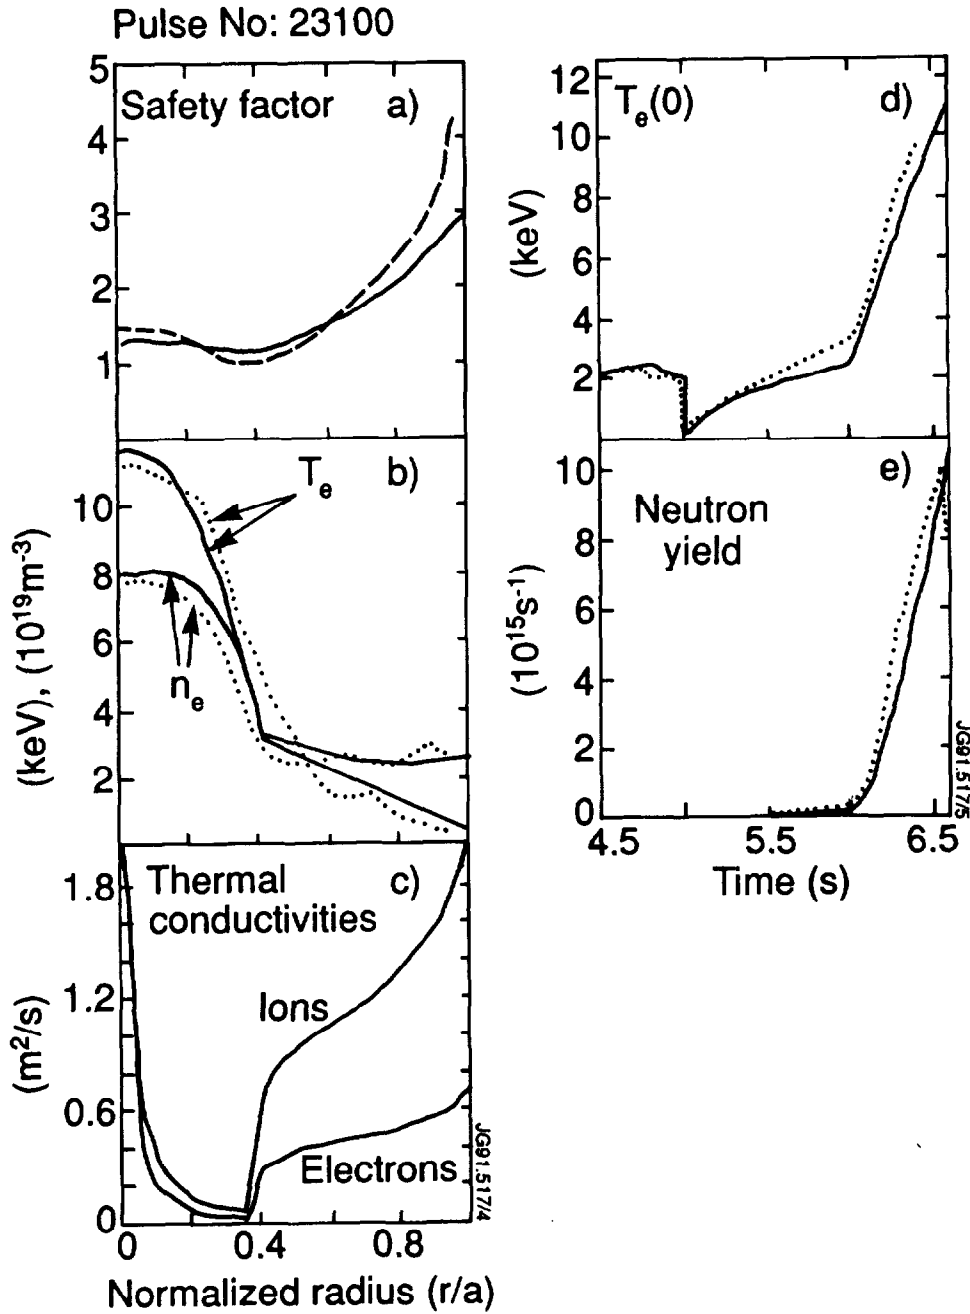 Pulse No: 23100
5
4
3
2
1
Safety factor a)
10
8
6
4
2
(keV), (10¹⁹m⁻³)
b)
Tₑ
nₑ
1.8
1.2
0.6
0
(m²/s)
Thermal c)
conductivities
Ions
Electrons
JG91.517/4
0 0.4 0.8
Normalized radius (r/a)
12
10
8
6
4
2
(keV)
Tₑ(0) d)
10
8
6
4
2
0
(10¹⁵s⁻¹)
e)
Neutron
yield
JG91.517/5
4.5 5.5 6.5
Time (s)